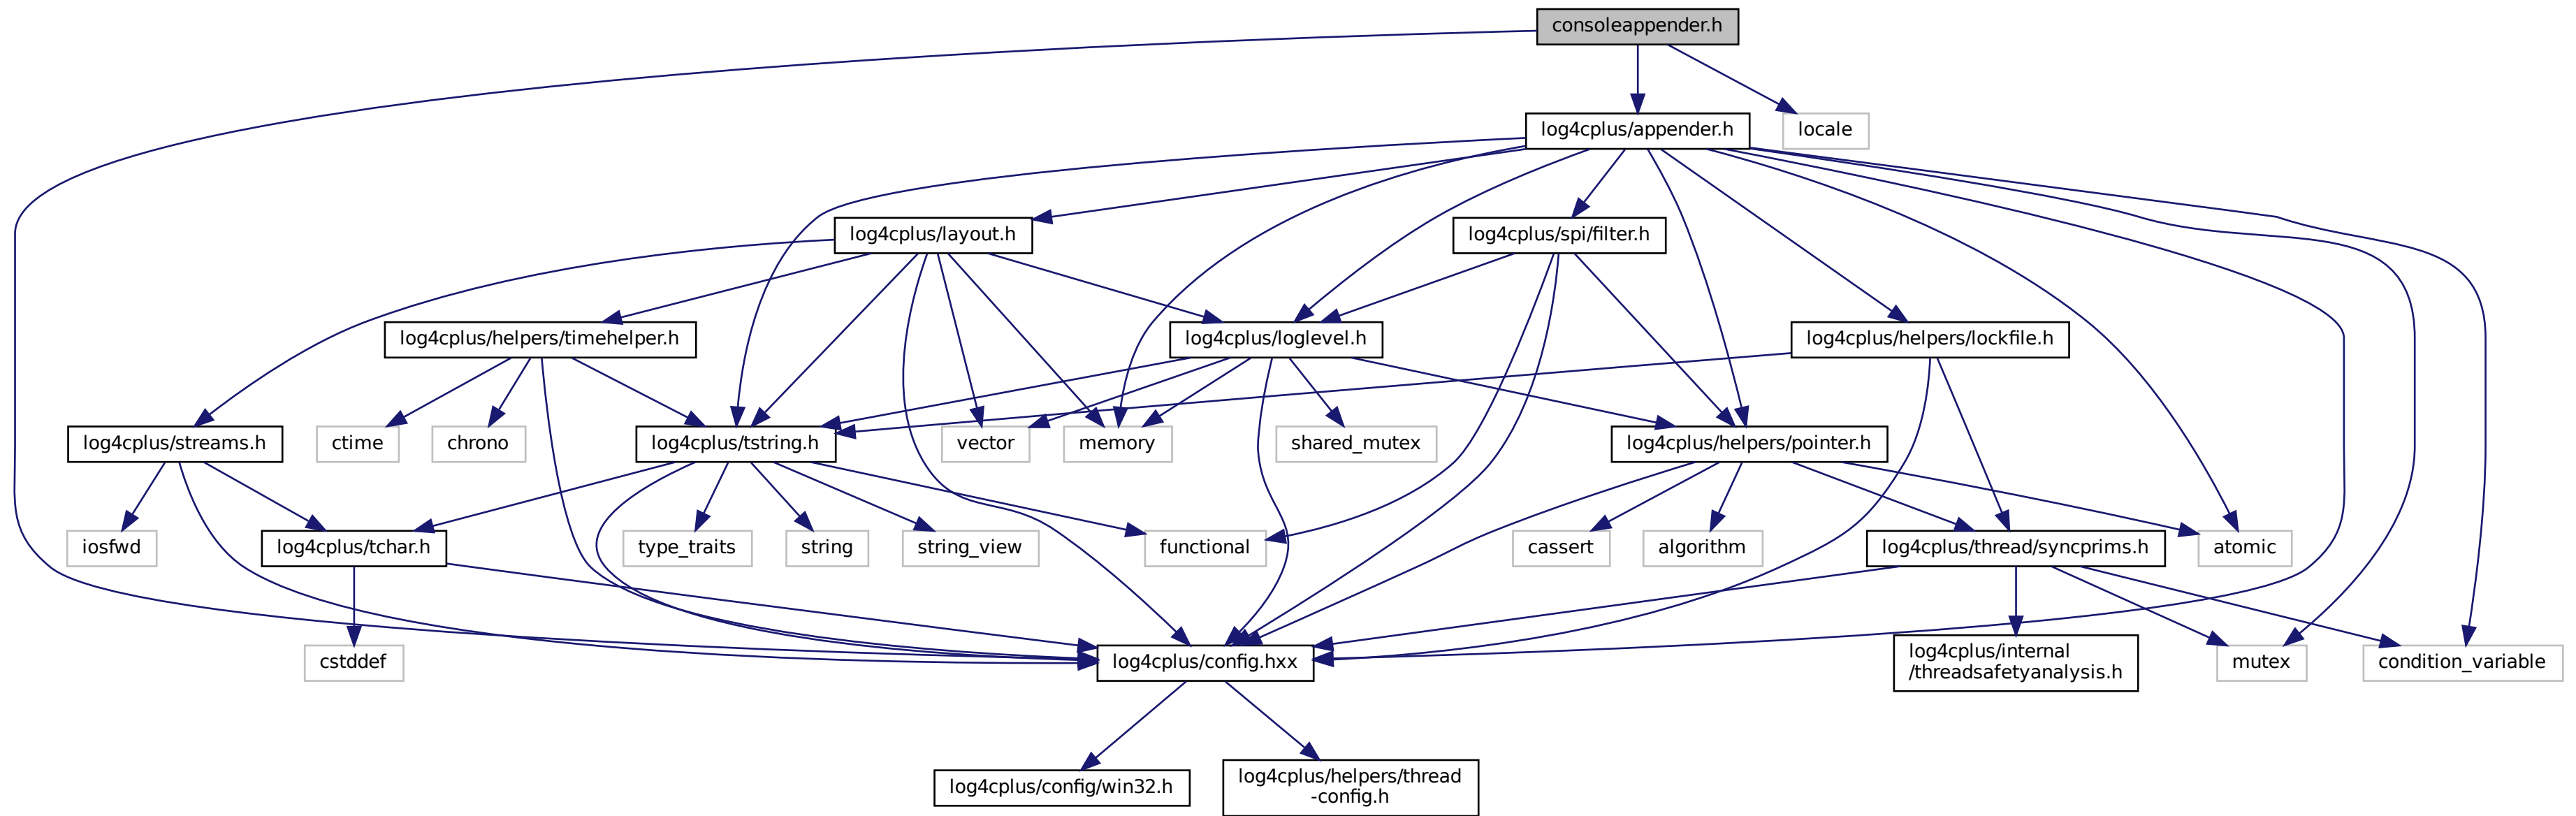 consoleappender.h
log4cplus/appender.h
locale
log4cplus/layout.h
log4cplus/spi/filter.h
log4cplus/helpers/timehelper.h
log4cplus/loglevel.h
log4cplus/helpers/lockfile.h
log4cplus/streams.h
ctime
chrono
log4cplus/tstring.h
vector
memory
shared_mutex
log4cplus/helpers/pointer.h
iosfwd
log4cplus/tchar.h
type_traits
string
string_view
functional
cassert
algorithm
log4cplus/thread/syncprims.h
atomic
cstddef
log4cplus/config.hxx
log4cplus/internal
/threadsafetyanalysis.h
mutex
condition_variable
log4cplus/config/win32.h
log4cplus/helpers/thread
-config.h